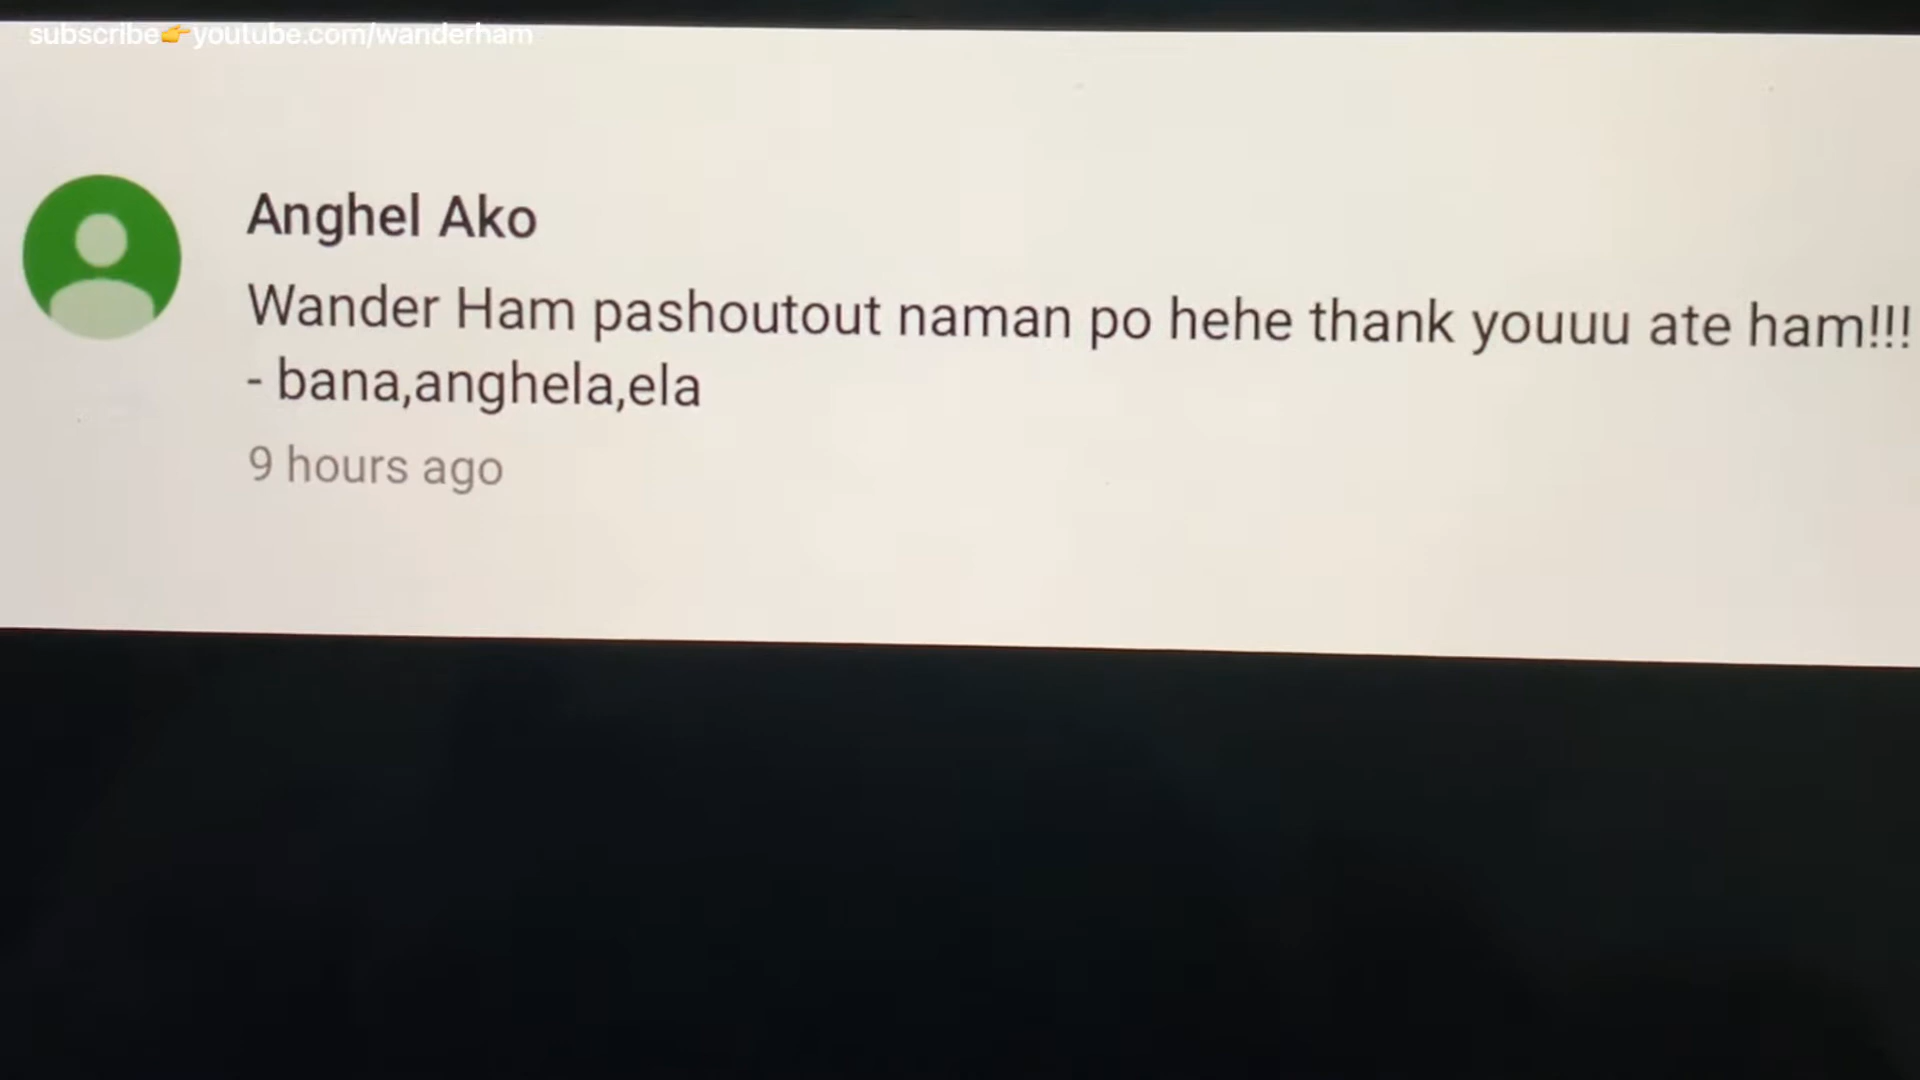 subscribe👉youtube.com/wanderham
Anghel Ako
Wander Ham pashoutout naman po hehe thank youuu ate ham!!!
- bana,anghela,ela
9 hours ago